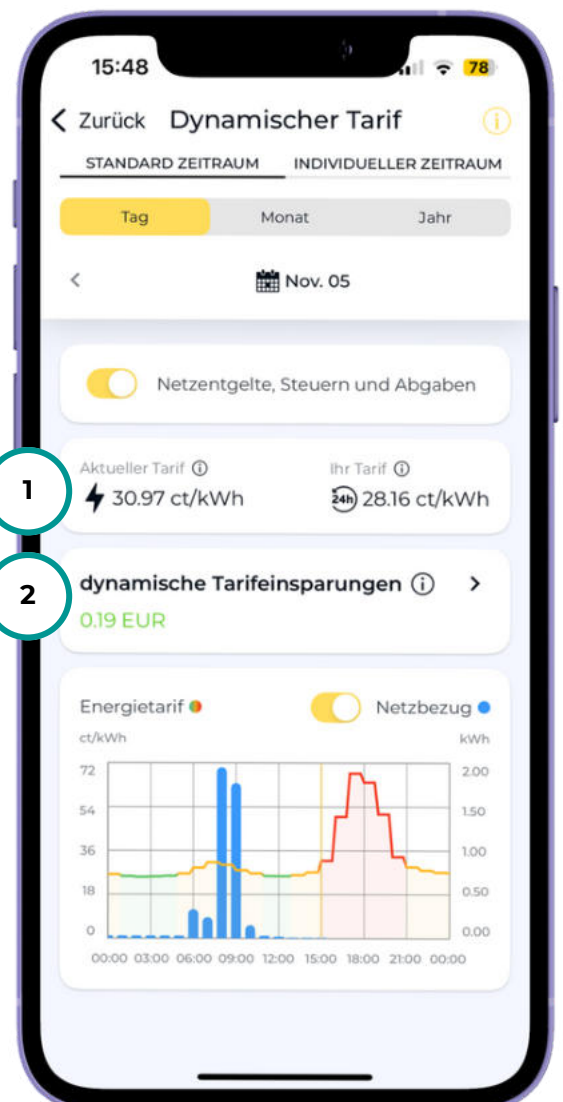 15:48
78
Zurück Dynamischer Tarif
STANDARD ZEITRAUM INDIVIDUELLER ZEITRAUM
Tag Monat Jahr
Nov. 05
Netzentgelte, Steuern und Abgaben
1
Aktueller Tarif Ihr Tarif
30.97 ct/kWh 24h 28.16 ct/kWh
2
dynamische Tarifeinsparungen
0.19 EUR
Energietarif Netzbezug
ct/kWh kWh
72 2.00
54 1.50
36 1.00
18 0.50
0 0.00
00:00 03:00 06:00 09:00 12:00 15:00 18:00 21:00 00:00